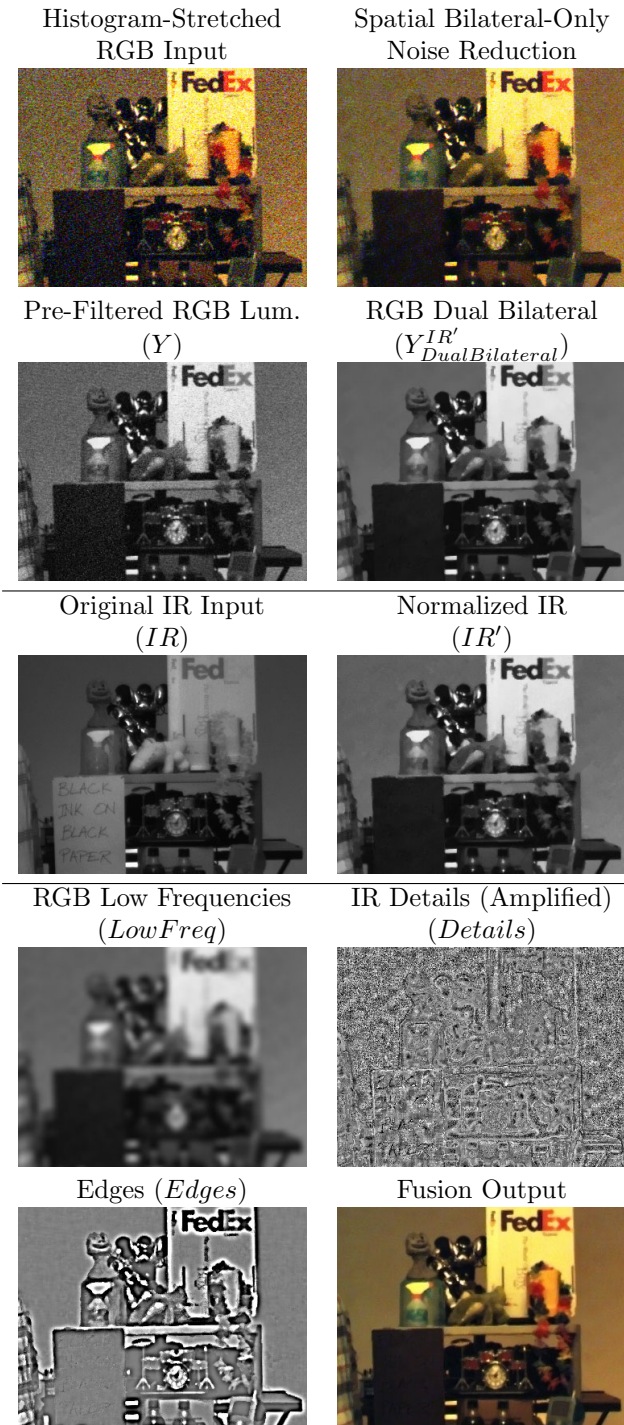 Histogram-Stretched
RGB Input
Spatial Bilateral-Only
Noise Reduction
FedEx
FedEx
Pre-Filtered RGB Lum.
(Y)
RGB Dual Bilateral
(Y^{IR'}_{DualBilateral})
FedEx
FedEx
Original IR Input
(IR)
Normalized IR
(IR')
Fed
FedEx
BLACK
INK ON
BLACK
PAPER
RGB Low Frequencies
(LowFreq)
IR Details (Amplified)
(Details)
FedEx
Edges (Edges)
Fusion Output
FedEx
FedEx